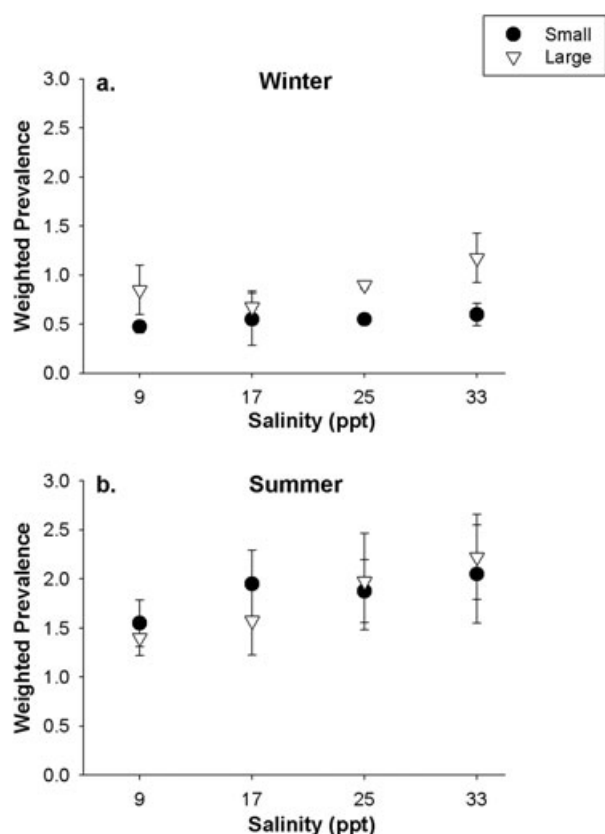 Small
Large
a.
Winter
3.0
2.5
2.0
1.5
1.0
0.5
0.0
Weighted Prevalence
9 17 25 33
Salinity (ppt)
b.
Summer
3.0
2.5
2.0
1.5
1.0
0.5
0.0
Weighted Prevalence
9 17 25 33
Salinity (ppt)